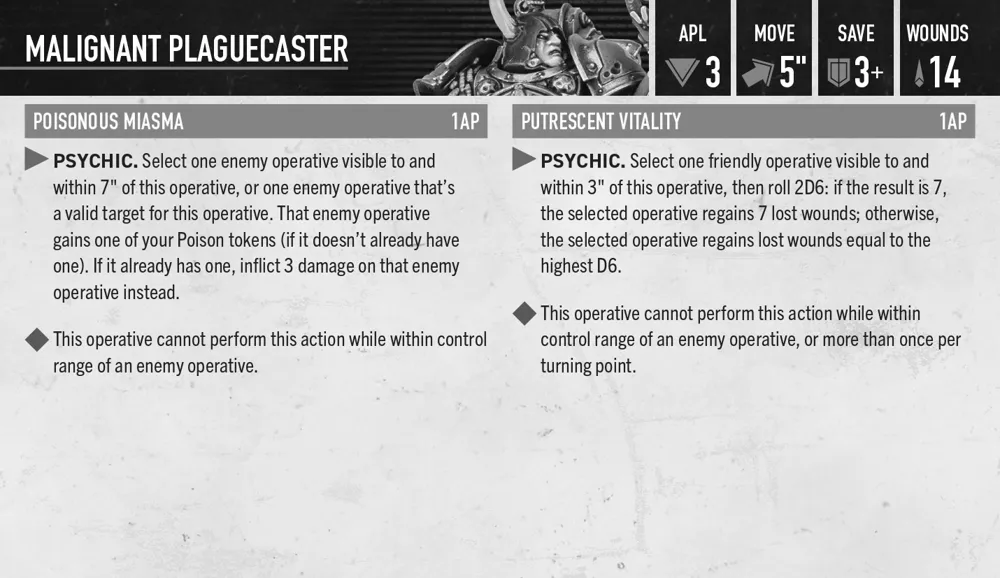 MALIGNANT PLAGUECASTER
APL
3
MOVE
5"
SAVE
3+
WOUNDS
14
POISONOUS MIASMA 1AP
PSYCHIC. Select one enemy operative visible to and
within 7" of this operative, or one enemy operative that's
a valid target for this operative. That enemy operative
gains one of your Poison tokens (if it doesn't already have
one). If it already has one, inflict 3 damage on that enemy
operative instead.
This operative cannot perform this action while within control
range of an enemy operative.
PUTRESCENT VITALITY 1AP
PSYCHIC. Select one friendly operative visible to and
within 3" of this operative, then roll 2D6: if the result is 7,
the selected operative regains 7 lost wounds; otherwise,
the selected operative regains lost wounds equal to the
highest D6.
This operative cannot perform this action while within
control range of an enemy operative, or more than once per
turning point.